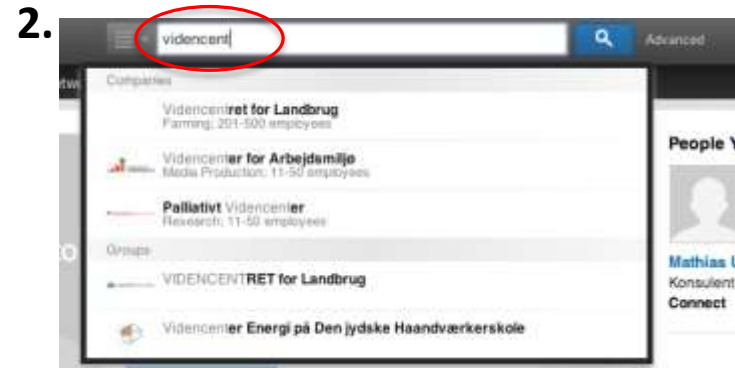 2.
videncent
Advanced
Companies
Videncentret for Landbrug
Farming; 201-500 employees
Videncenter for Arbejdsmiljø
Media Production; 11-50 employees
Palliativt Videncenter
Research; 11-50 employees
Groups
VIDENCENTRET for Landbrug
Videncenter Energi på Den jydske Haandværkerskole
People Y
Mathias U
Konsulent
Connect